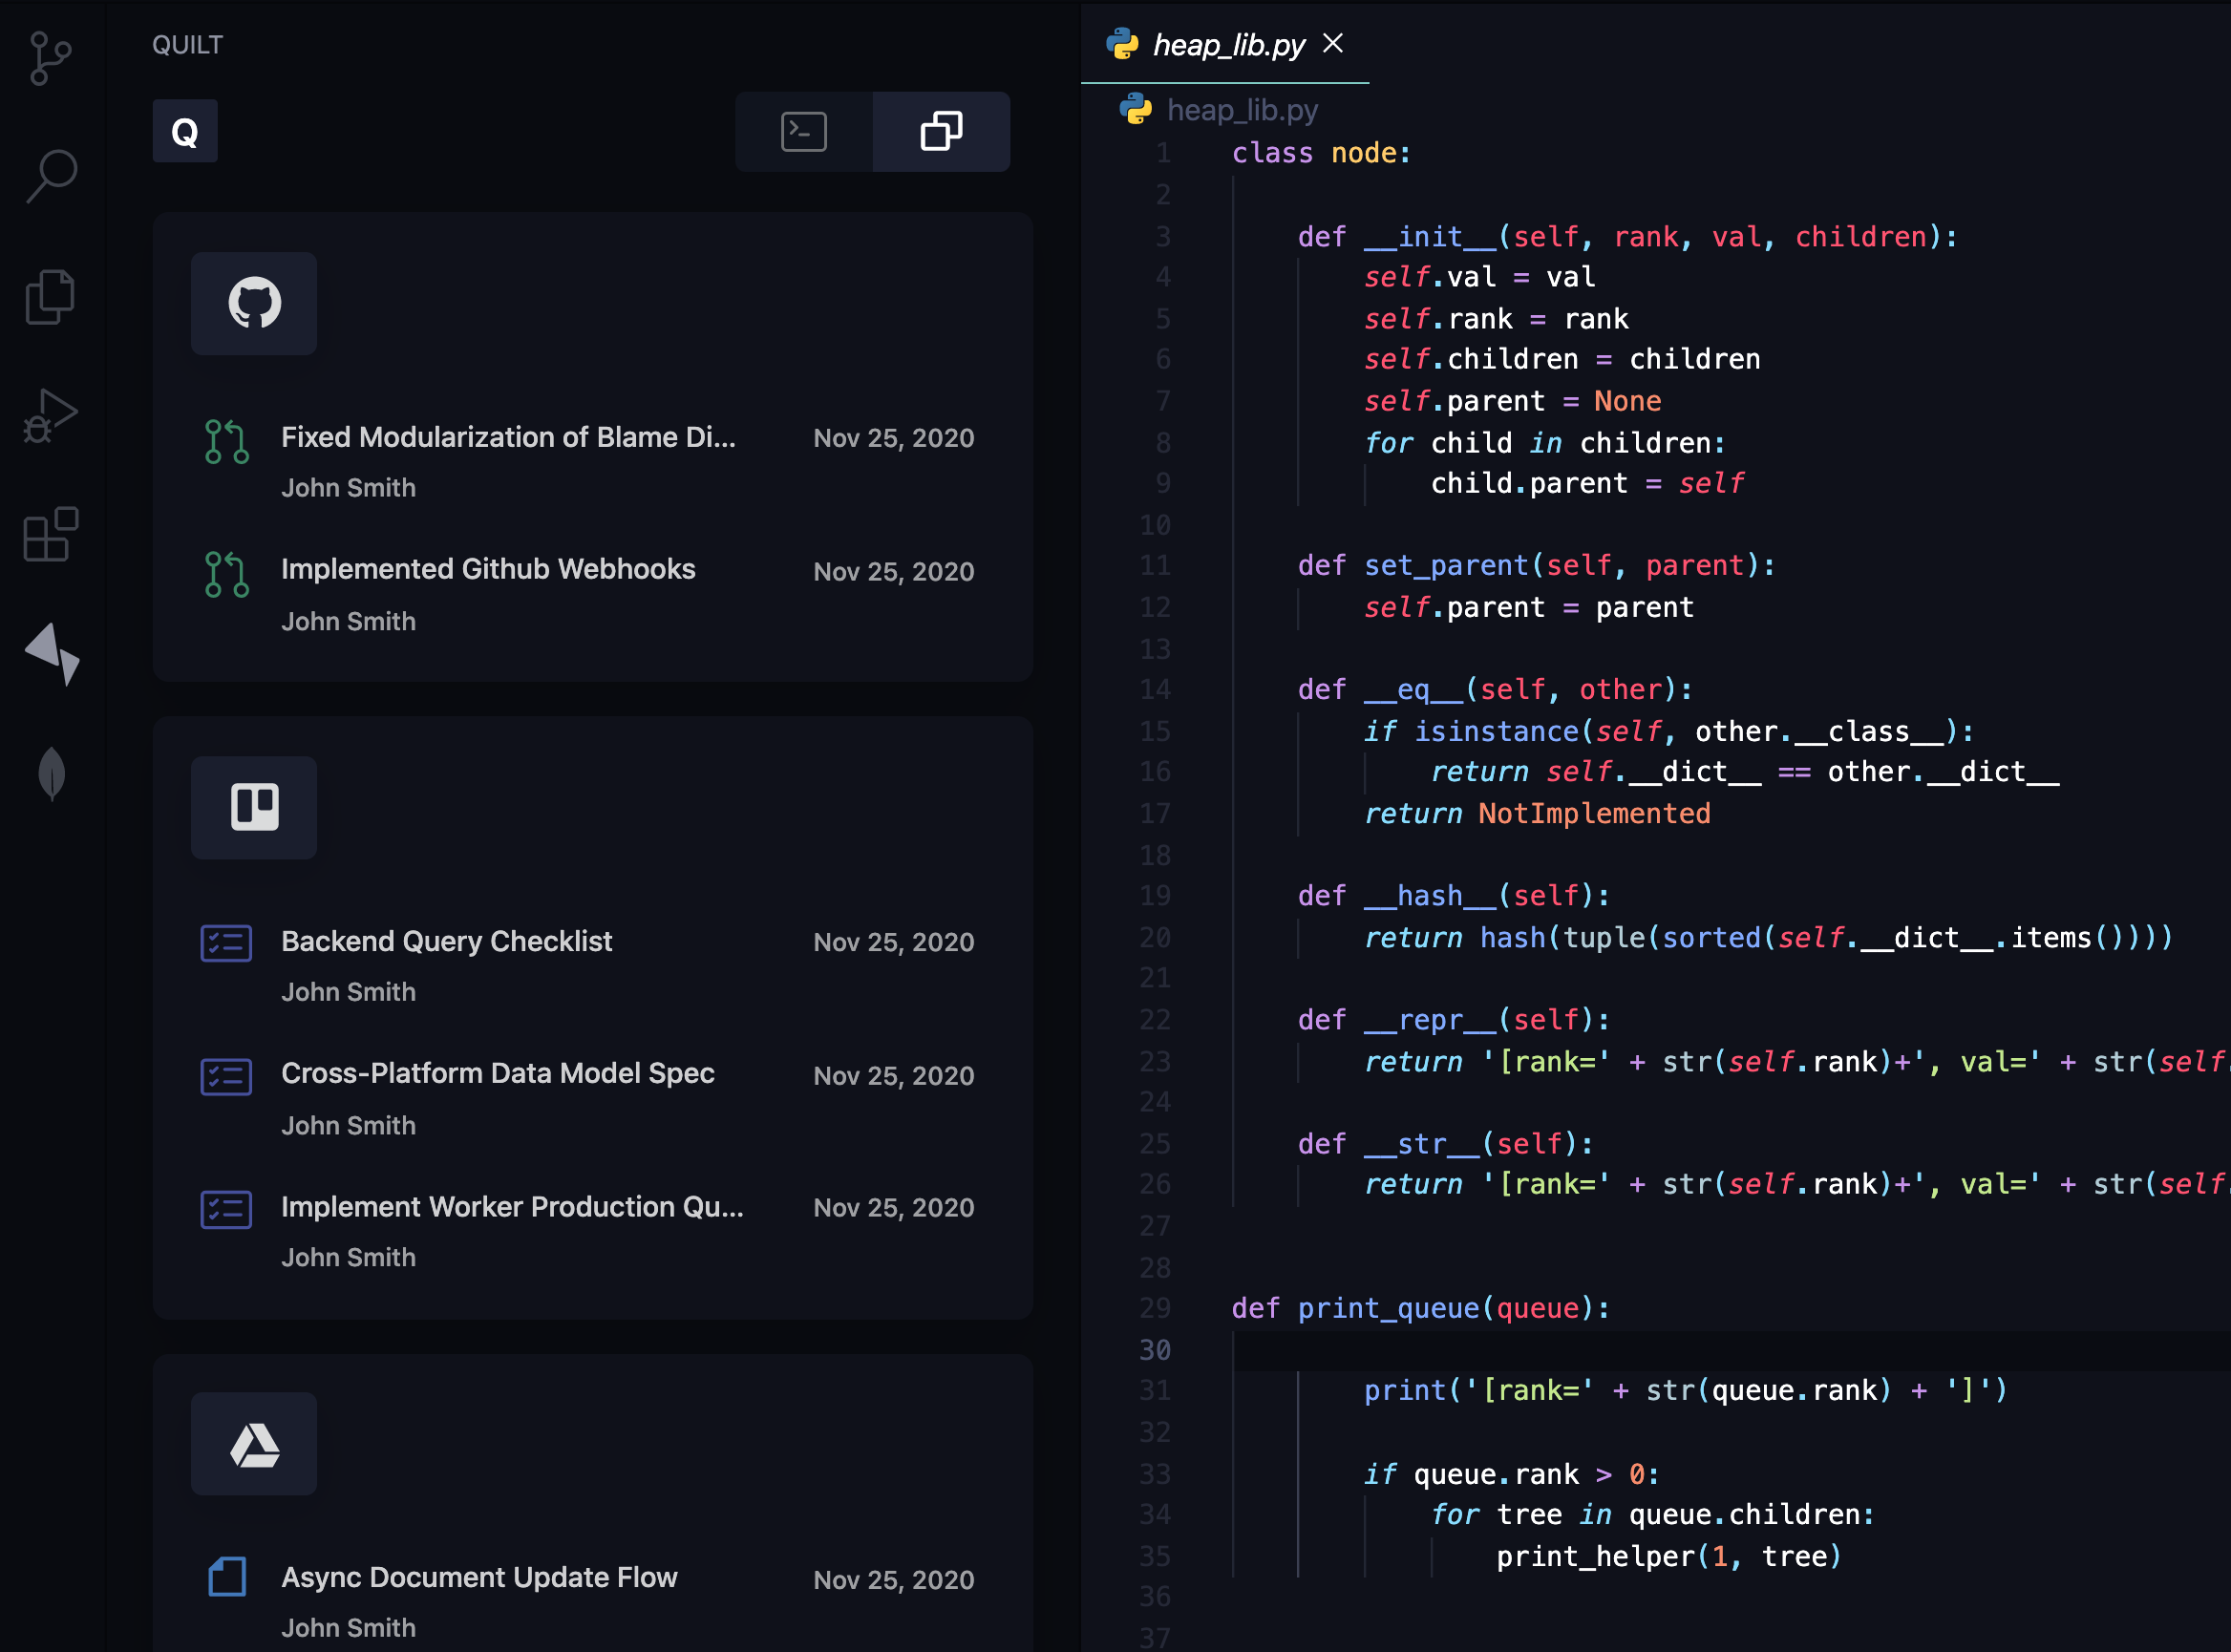 QUILT
Q
Fixed Modularization of Blame Di...
Nov 25, 2020
John Smith
Implemented Github Webhooks
Nov 25, 2020
John Smith
Backend Query Checklist
Nov 25, 2020
John Smith
Cross-Platform Data Model Spec
Nov 25, 2020
John Smith
Implement Worker Production Qu...
Nov 25, 2020
John Smith
Async Document Update Flow
Nov 25, 2020
John Smith
heap_lib.py
heap_lib.py
1 class node:
2
3     def __init__(self, rank, val, children):
4         self.val = val
5         self.rank = rank
6         self.children = children
7         self.parent = None
8         for child in children:
9             child.parent = self
10
11     def set_parent(self, parent):
12         self.parent = parent
13
14     def __eq__(self, other):
15         if isinstance(self, other.__class__):
16             return self.__dict__ == other.__dict__
17         return NotImplemented
18
19     def __hash__(self):
20         return hash(tuple(sorted(self.__dict__.items())))
21
22     def __repr__(self):
23         return '[rank=' + str(self.rank)+', val=' + str(self.
24
25     def __str__(self):
26         return '[rank=' + str(self.rank)+', val=' + str(self.
27
28
29 def print_queue(queue):
30
31         print('[rank=' + str(queue.rank) + ']')
32
33         if queue.rank > 0:
34             for tree in queue.children:
35                 print_helper(1, tree)
36
37